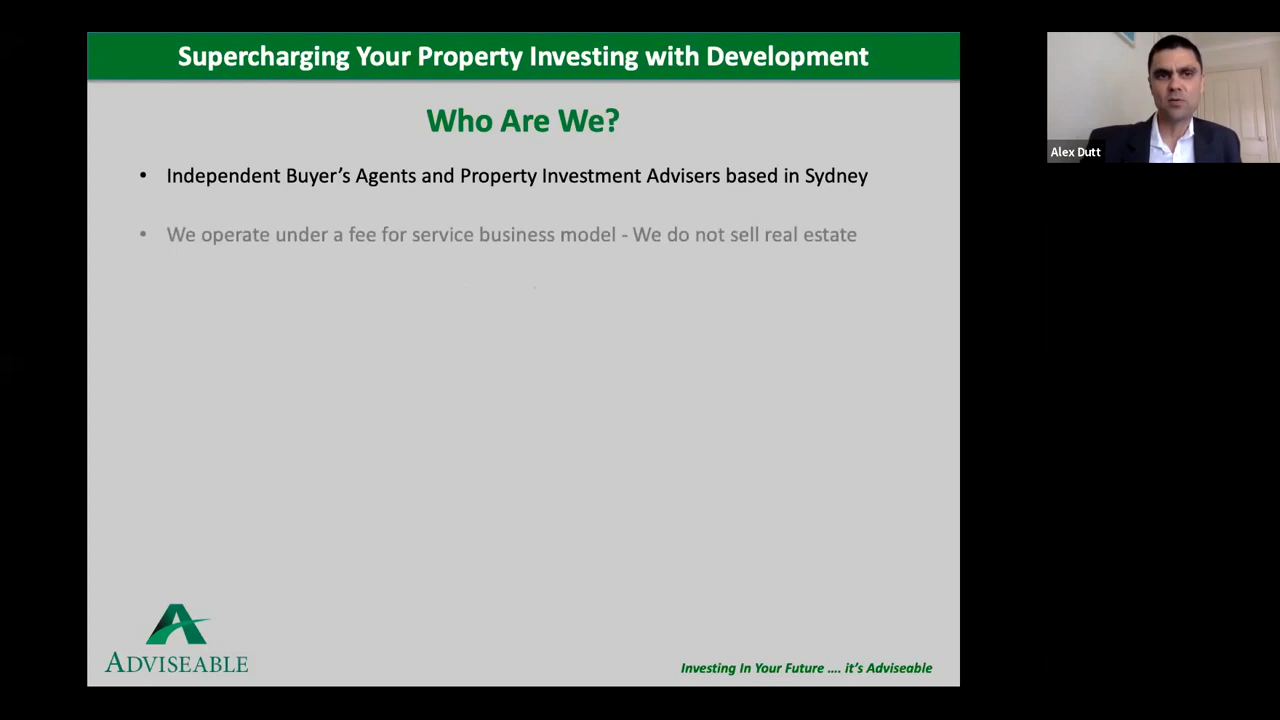 Supercharging Your Property Investing with Development
Who Are We?
• Independent Buyer's Agents and Property Investment Advisers based in Sydney
• We operate under a fee for service business model - We do not sell real estate
Alex Dutt
ADVISEABLE
Investing In Your Future .... it's Adviseable